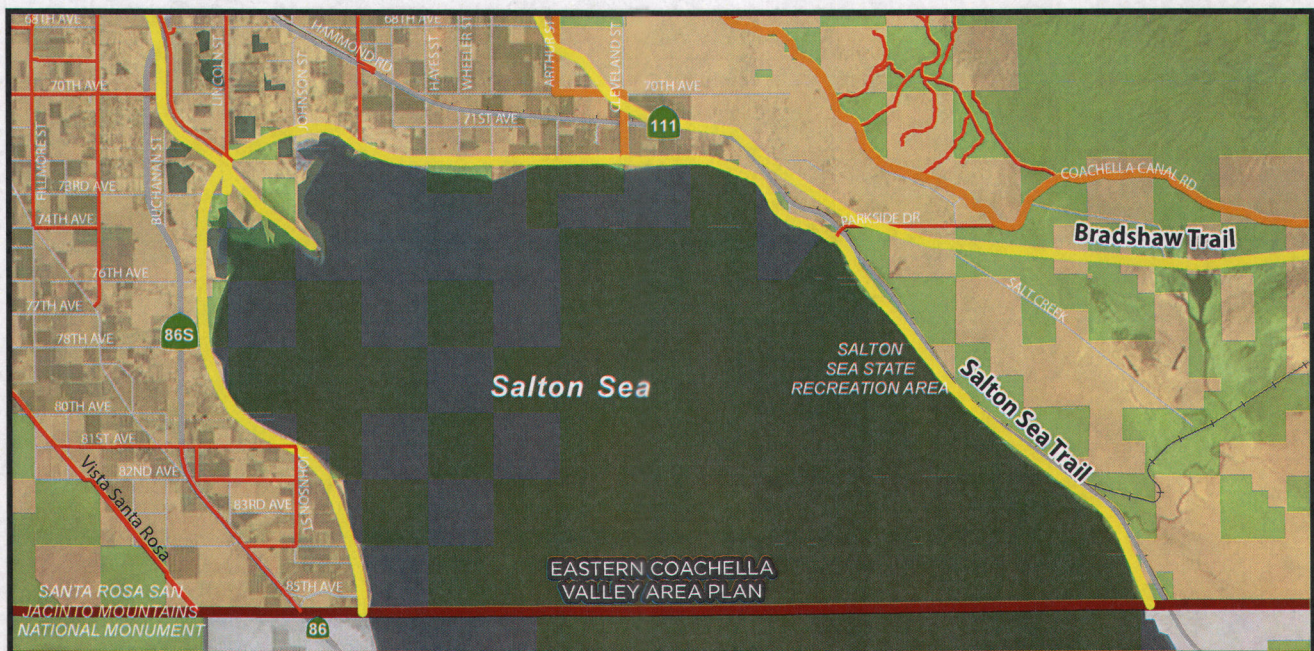 68TH AVE
68TH AVE
70TH AVE
LINCOLN ST
JOHNSON ST
HAMMOND RD
HAYES ST
WHEELER ST
ARTHUR ST
CLEVELAND ST
70TH AVE
71ST AVE
111
FILLMORE ST
BUCHANAN ST
73RD AVE
74TH AVE
COACHELLA CANAL RD
PARKSIDE DR
Bradshaw Trail
76TH AVE
77TH AVE
SALT CREEK
86S
78TH AVE
SALTON
SEA STATE
RECREATION AREA
Salton Sea
Salton Sea Trail
80TH AVE
81ST AVE
82ND AVE
JOHNSON ST
Vista Santa Rosa
83RD AVE
EASTERN COACHELLA
VALLEY AREA PLAN
85TH AVE
SANTA ROSA SAN
JACINTO MOUNTAINS
NATIONAL MONUMENT
86